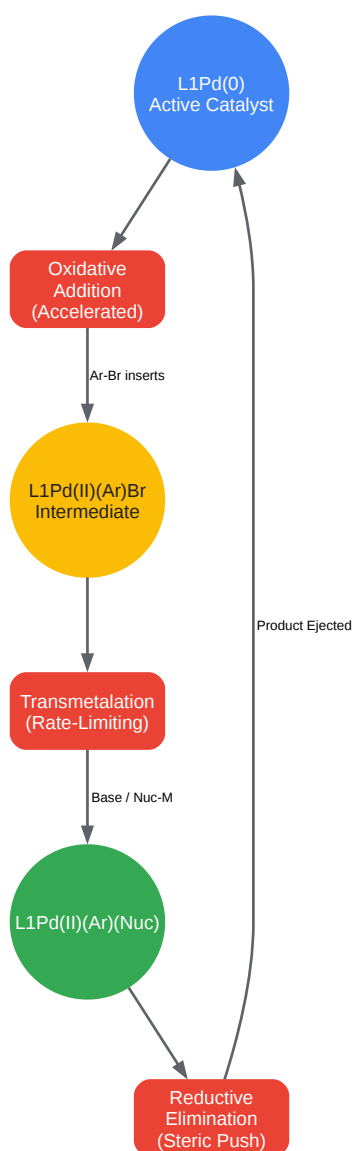 L1Pd(0)
Active Catalyst
Oxidative
Addition
(Accelerated)
Ar-Br inserts
L1Pd(II)(Ar)Br
Intermediate
Product Ejected
Transmetalation
(Rate-Limiting)
Base / Nuc-M
L1Pd(II)(Ar)(Nuc)
Reductive
Elimination
(Steric Push)